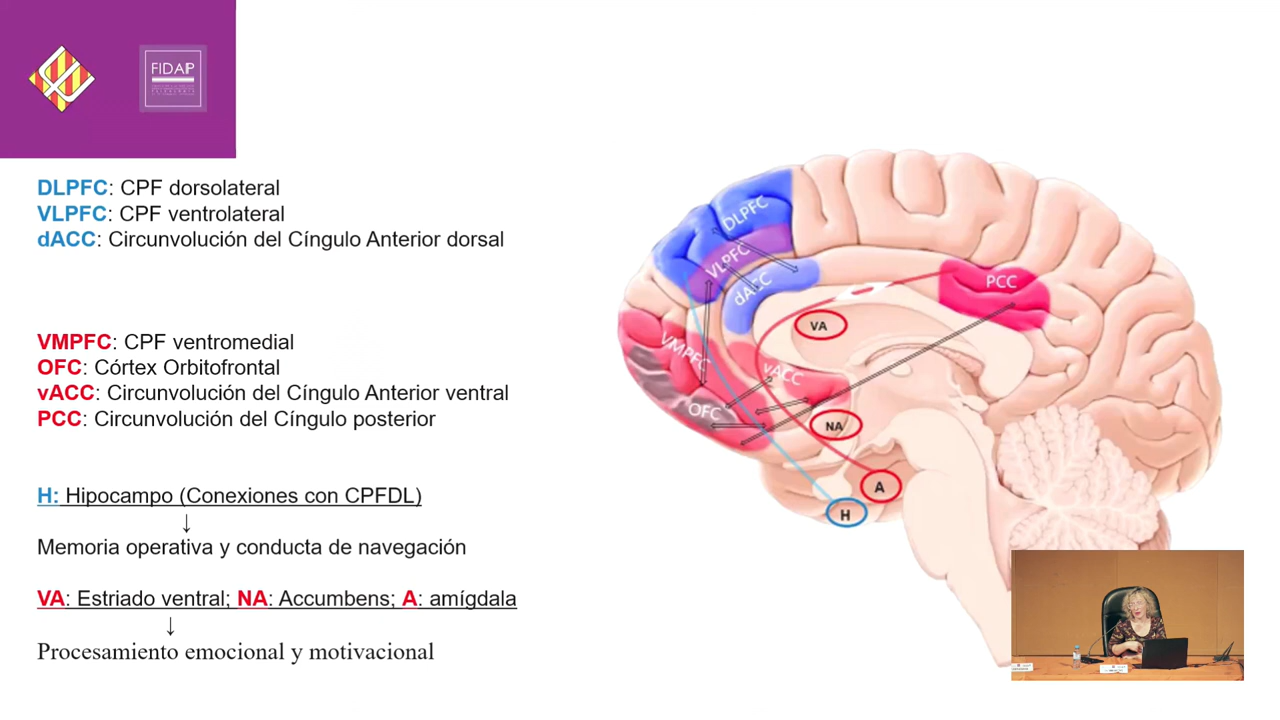 FIDAP
DLPFC: CPF dorsolateral
VLPFC: CPF ventrolateral
dACC: Circunvolución del Cíngulo Anterior dorsal
VMPFC: CPF ventromedial
OFC: Córtex Orbitofrontal
vACC: Circunvolución del Cíngulo Anterior ventral
PCC: Circunvolución del Cíngulo posterior
H: Hipocampo (Conexiones con CPFDL)
↓
Memoria operativa y conducta de navegación
VA: Estriado ventral; NA: Accumbens; A: amígdala
↓
Procesamiento emocional y motivacional
DLPFC
VLPFC
dACC
PCC
VA
VMPFC
vACC
OFC
NA
A
H